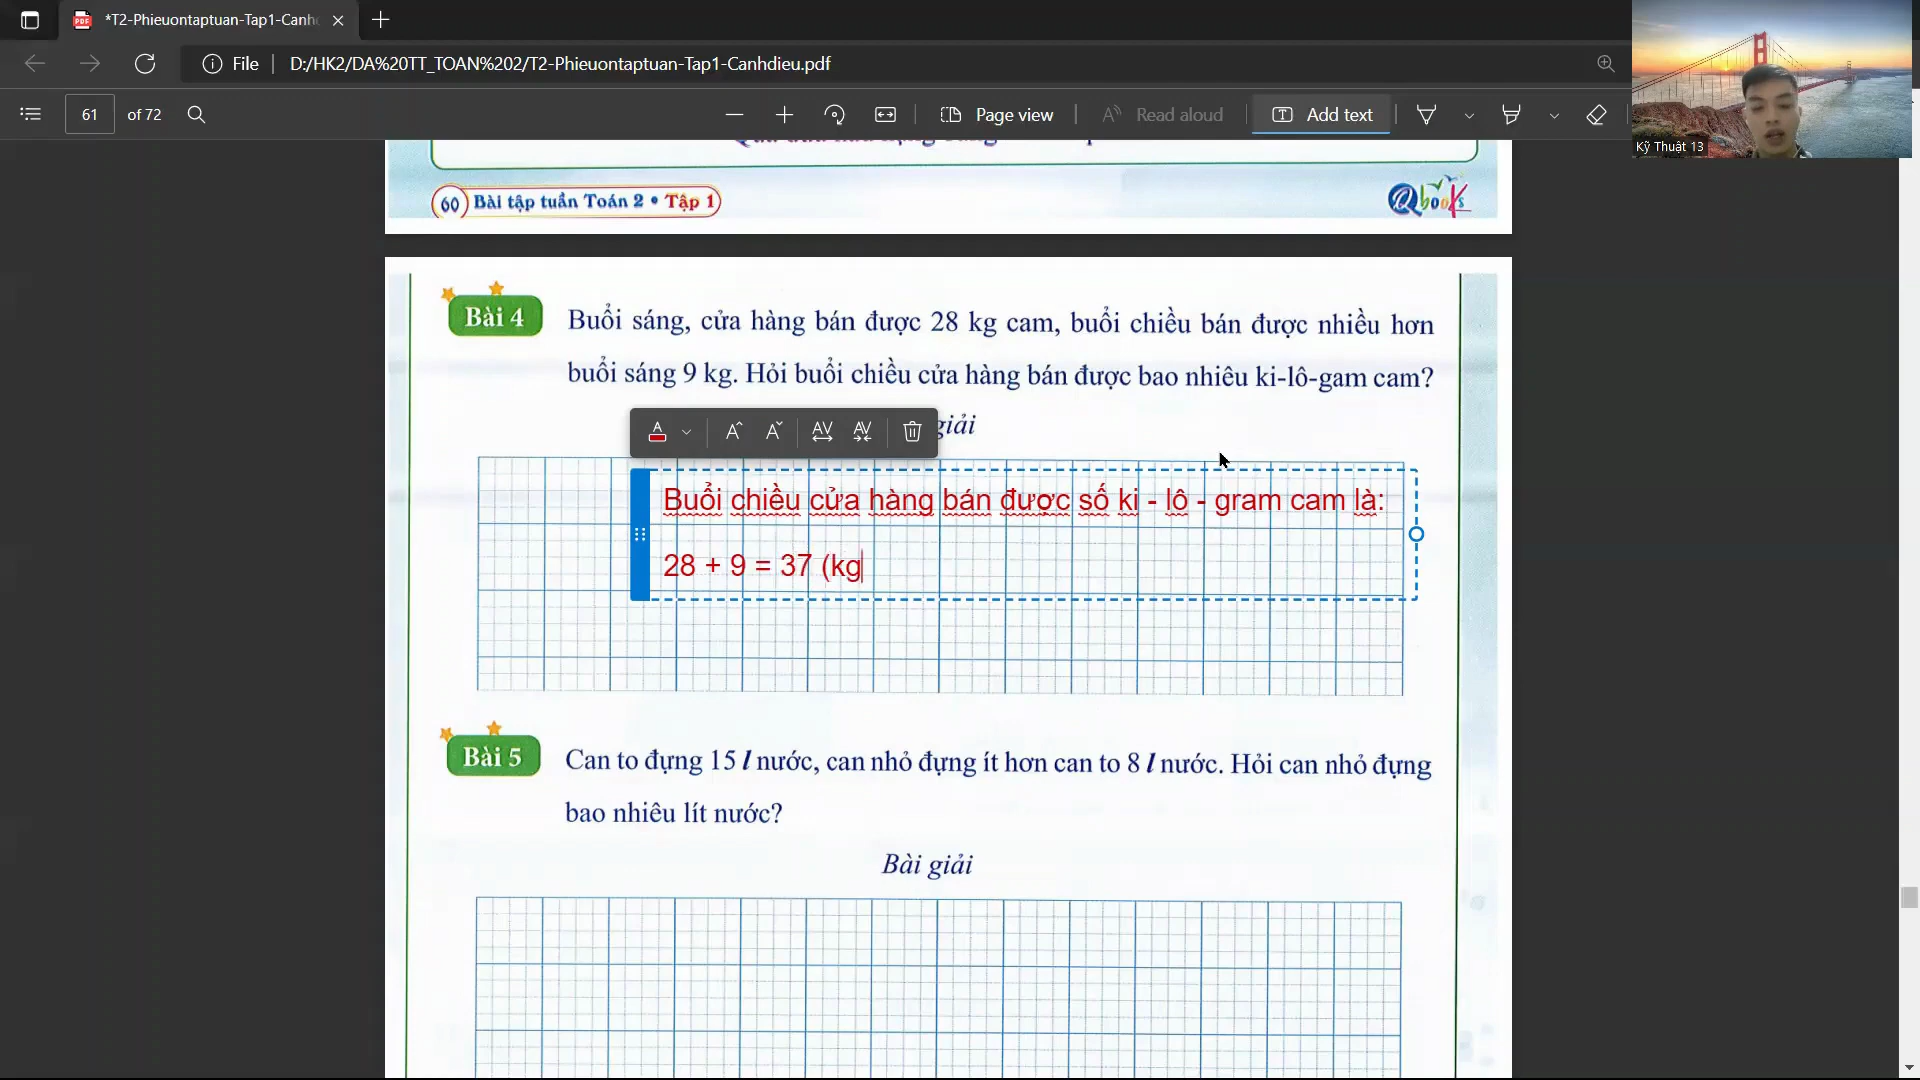 *T2-Phieuontaptuan-Tap1-Canh
File
D:/HK2/DA%20TT_TOAN%202/T2-Phieuontaptuan-Tap1-Canhdieu.pdf
61 of 72
Page view
Read aloud
Add text
Kỹ Thuật 13
60 Bài tập tuần Toán 2 • Tập 1
Qbooks
Bài 4
Buổi sáng, cửa hàng bán được 28 kg cam, buổi chiều bán được nhiều hơn
buổi sáng 9 kg. Hỏi buổi chiều cửa hàng bán được bao nhiêu ki-lô-gam cam?
giải
Buổi chiều cửa hàng bán được số ki - lô - gram cam là:
28 + 9 = 37 (kg
Bài 5
Can to đựng 15 l nước, can nhỏ đựng ít hơn can to 8 l nước. Hỏi can nhỏ đựng
bao nhiêu lít nước?
Bài giải